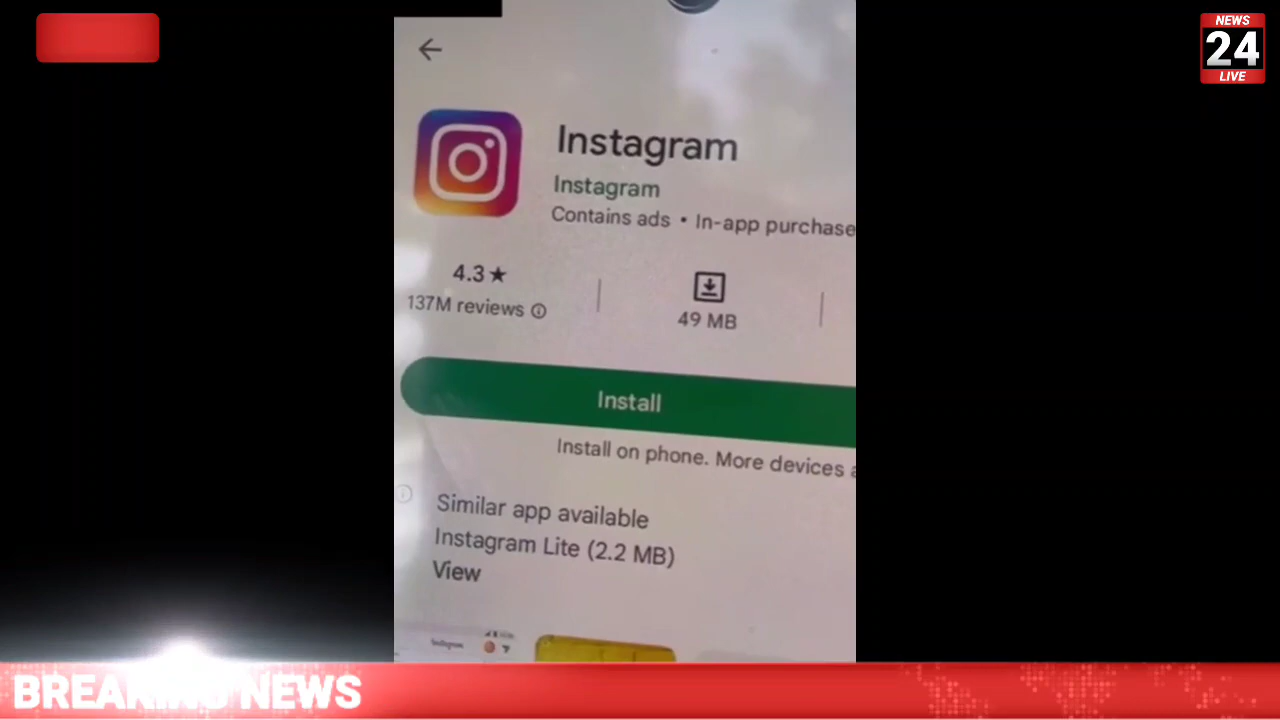 NEWS
24
LIVE
Instagram
Instagram
Contains ads • In-app purchase
4.3★
137M reviews
49 MB
Install
Install on phone. More devices
Similar app available
Instagram Lite (2.2 MB)
View
Instagram
BREAKING NEWS